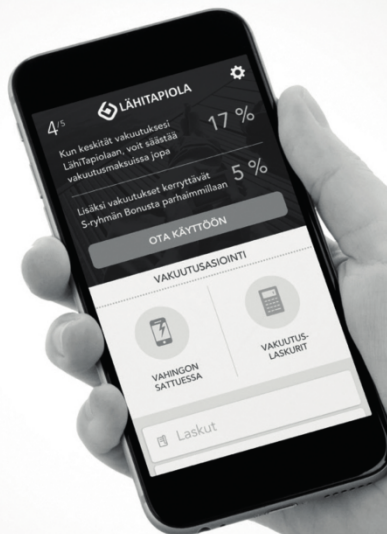 4/5
LÄHITAPIOLA
Kun keskität vakuutuksesi
LähiTapiolaan, voit säästää
vakuutusmaksuissa jopa
17 %
Lisäksi vakuutukset kerryttävät
S-ryhmän Bonusta parhaimmillaan
5 %
OTA KÄYTTÖÖN
VAKUUTUSASIOINTI
VAHINGON
SATTUESSA
VAKUUTUS-
LASKURIT
Laskut